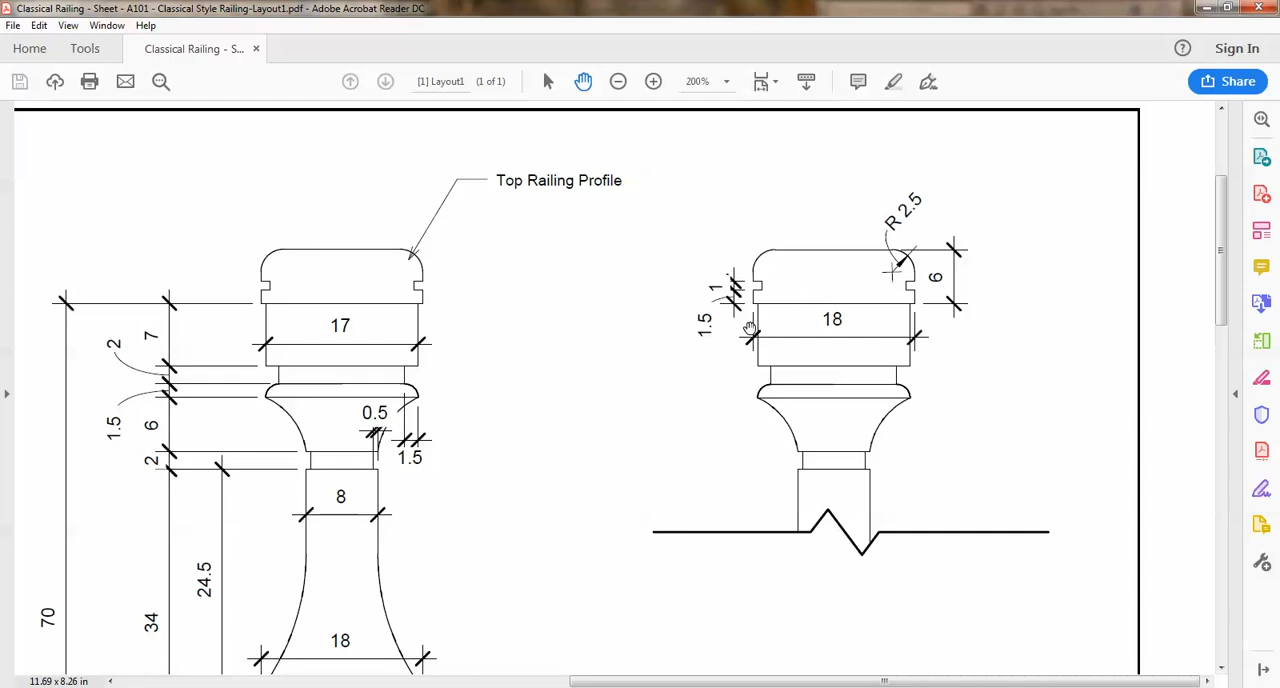 Classical Railing - Sheet - A101 - Classical Style Railing-Layout1.pdf - Adobe Acrobat Reader DC
File Edit View Window Help
Home Tools Classical Railing - S... × Sign In
[1] Layout1 (1 of 1) 200% Share
Top Railing Profile
R 2.5
6
1
1.5
18
17
7
2
1.5
6
2
0.5
1.5
8
24.5
34
70
18
11.69 x 8.26 in